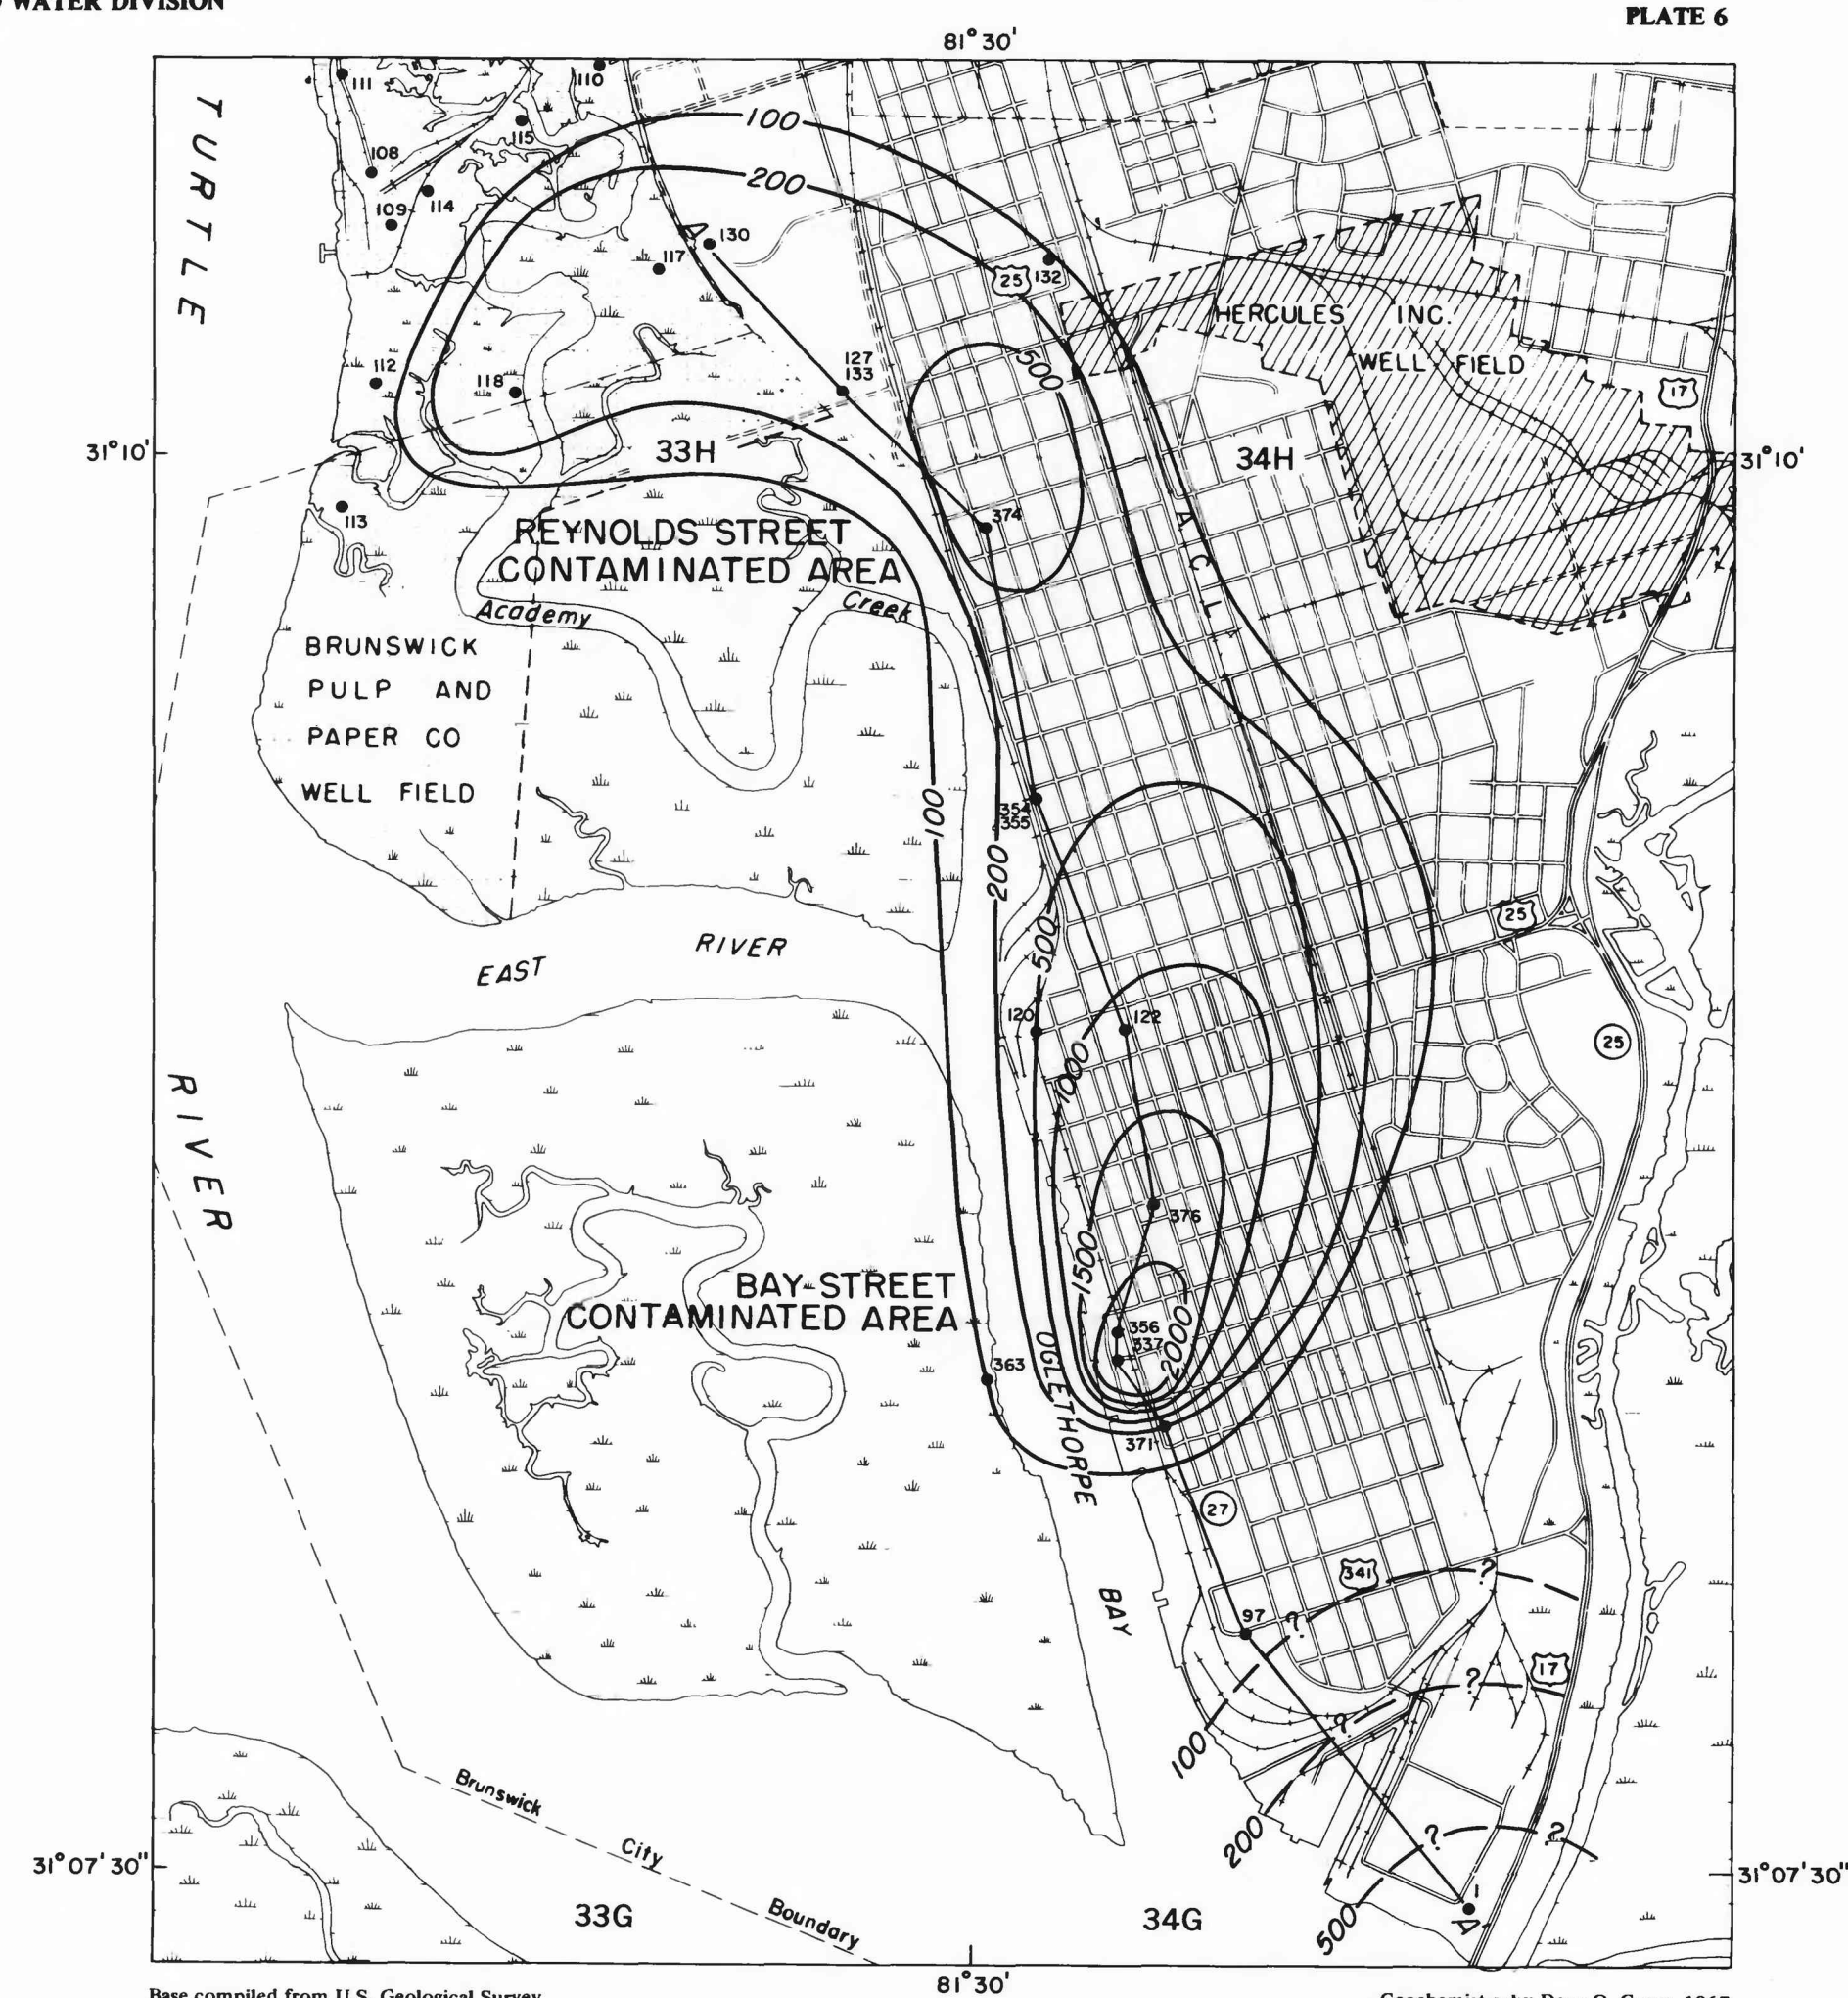 WATER DIVISION
PLATE 6
81°30'
111
110
115
108
109
114
100
200
TURTLE
A
130
117
25
132
HERCULES INC.
WELL FIELD
17
127
133
112
118
500
31°10'
33H
34H
31°10'
113
374
REYNOLDS STREET
CONTAMINATED AREA
Academy Creek
BRUNSWICK
PULP AND
PAPER CO
WELL FIELD
100
354
355
200
500
25
EAST RIVER
120
122
25
1000
RIVER
376
1500
BAY STREET
CONTAMINATED AREA
356
337
2000
363
371
OGLETHORPE
BAY
27
341
?
97
?
17
?
?
100
200
?
?
500
A'
Brunswick City Boundary
31°07'30"
31°07'30"
33G
34G
81°30'
Base compiled from U.S. Geological Survey